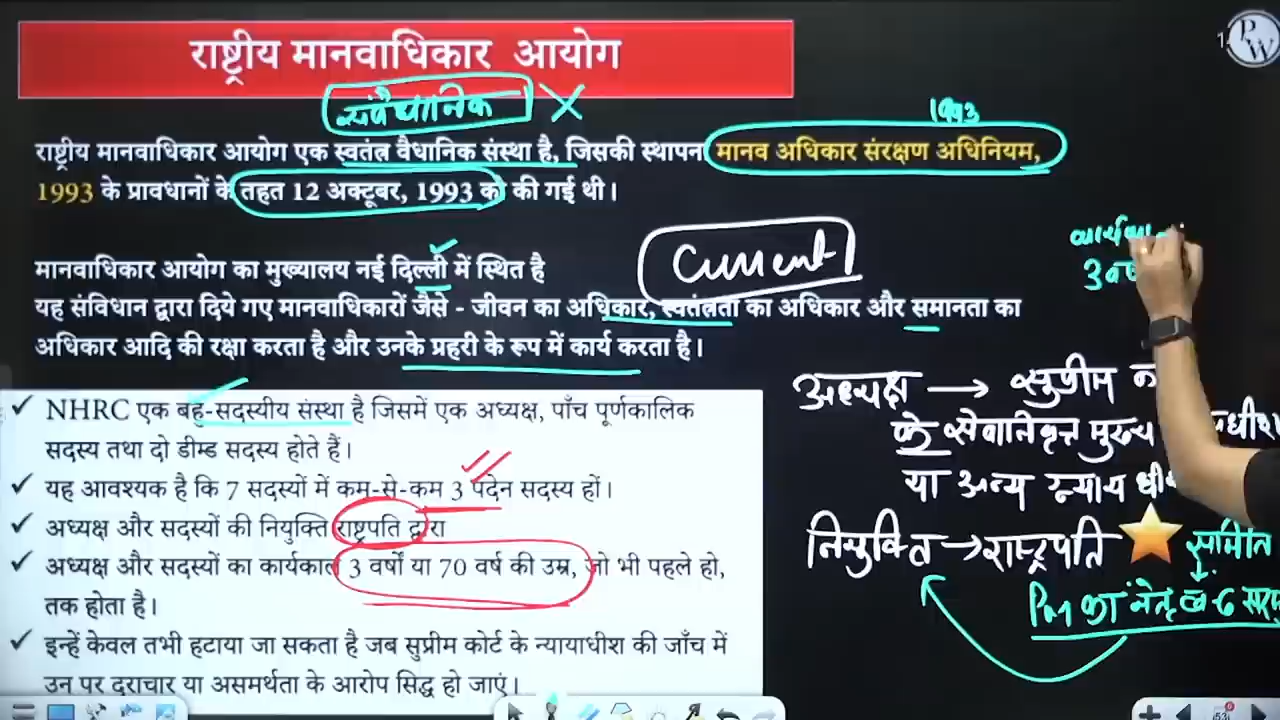 राष्ट्रीय मानवाधिकार आयोग
PW
संवैधानिक X
1993
राष्ट्रीय मानवाधिकार आयोग एक स्वतंत्र वैधानिक संस्था है, जिसकी स्थापन मानव अधिकार संरक्षण अधिनियम,
1993 के प्रावधानों के तहत 12 अक्टूबर, 1993 को की गई थी।
Current
मानवाधिकार आयोग का मुख्यालय नई दिल्ली में स्थित है
यह संविधान द्वारा दिये गए मानवाधिकारों जैसे - जीवन का अधिकार, स्वतंत्रता का अधिकार और समानता का
अधिकार आदि की रक्षा करता है और उनके प्रहरी के रूप में कार्य करता है।
3
अध्यक्ष → सुप्रीम
के सेवानिवृत्त मुख्य
या अन्य
नियुक्ति → राष्ट्रपति
PM का
NHRC एक बहु-सदस्यीय संस्था है जिसमें एक अध्यक्ष, पाँच पूर्णकालिक
सदस्य तथा दो डीम्ड सदस्य होते हैं।
यह आवश्यक है कि 7 सदस्यों में कम-से-कम 3 पदेन सदस्य हों।
अध्यक्ष और सदस्यों की नियुक्ति राष्ट्रपति द्वारा
अध्यक्ष और सदस्यों का कार्यकाल 3 वर्षों या 70 वर्ष की उम्र, जो भी पहले हो,
तक होता है।
इन्हें केवल तभी हटाया जा सकता है जब सुप्रीम कोर्ट के न्यायाधीश की जाँच में
उन पर दुराचार या असमर्थता के आरोप सिद्ध हो जाएं।